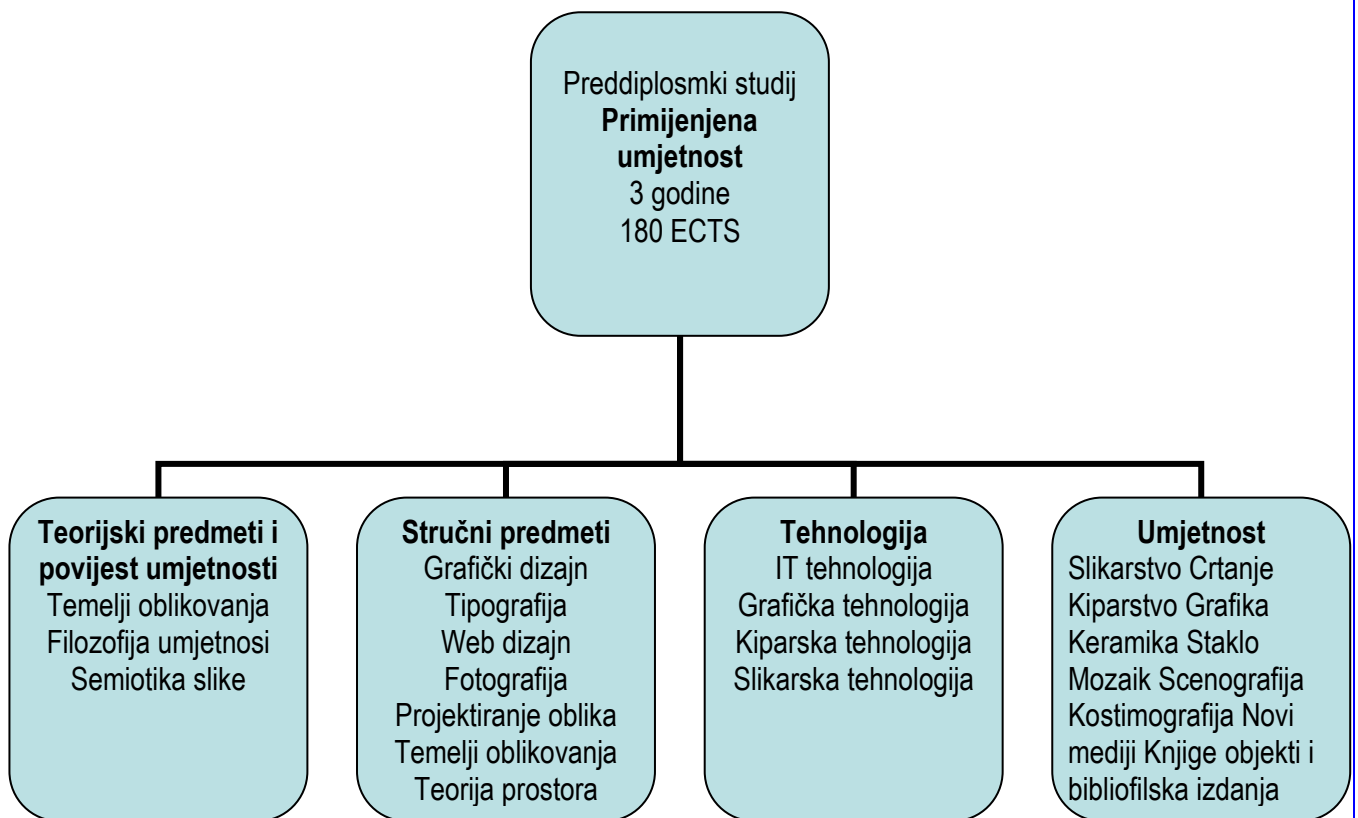 Preddiplosmki studij
Primijenjena
umjetnost
3 godine
180 ECTS
Teorijski predmeti i
povijest umjetnosti
Temelji oblikovanja
Filozofija umjetnosi
Semiotika slike
Stručni predmeti
Grafički dizajn
Tipografija
Web dizajn
Fotografija
Projektiranje oblika
Temelji oblikovanja
Teorija prostora
Tehnologija
IT tehnologija
Grafička tehnologija
Kiparska tehnologija
Slikarska tehnologija
Umjetnost
Slikarstvo Crtanje
Kiparstvo Grafika
Keramika Staklo
Mozaik Scenografija
Kostimografija Novi
mediji Knjige objekti i
bibliofilska izdanja